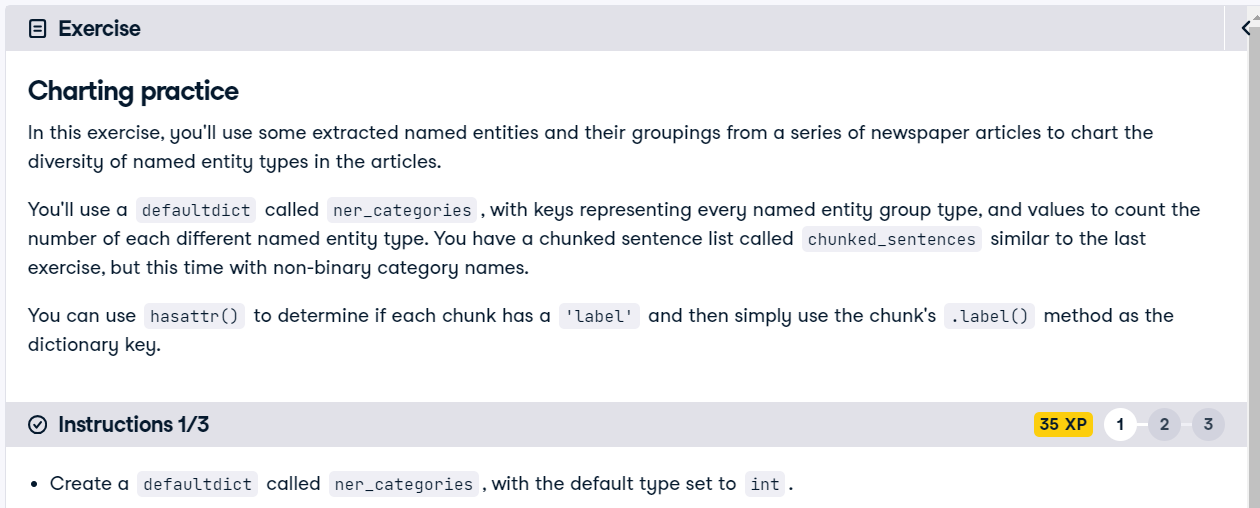 Exercise
Charting practice
In this exercise, you'll use some extracted named entities and their groupings from a series of newspaper articles to chart the
diversity of named entity types in the articles.
You'll use a defaultdict called ner_categories, with keys representing every named entity group type, and values to count the
number of each different named entity type. You have a chunked sentence list called chunked_sentences similar to the last
exercise, but this time with non-binary category names.
You can use hasattr() to determine if each chunk has a 'label' and then simply use the chunk's .label() method as the
dictionary key.
Instructions 1/3 35 XP 1 2 3
• Create a defaultdict called ner_categories, with the default type set to int.